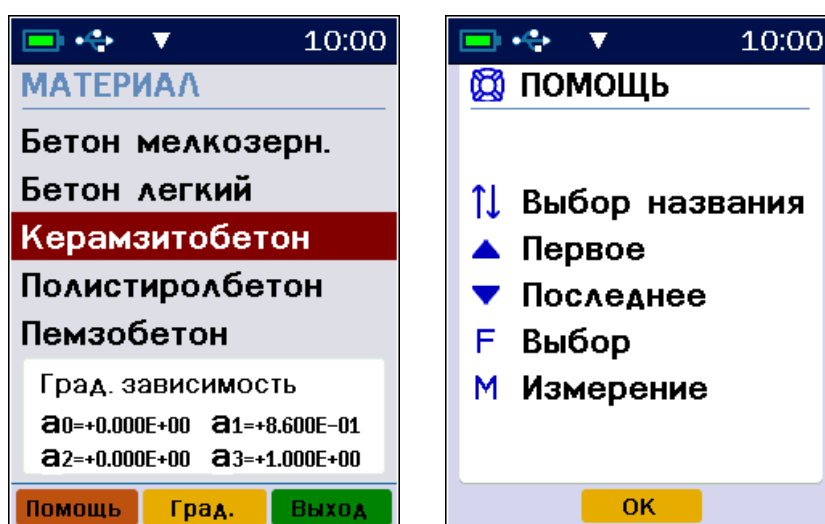 10:00
МАТЕРИАЛ
Бетон мелкозерн.
Бетон легкий
Керамзитобетон
Полистиролбетон
Пемзобетон
Град. зависимость
a0=+0.000E+00 a1=+8.600E-01
a2=+0.000E+00 a3=+1.000E+00
Помощь Град. Выход
10:00
ПОМОЩЬ
Выбор названия
Первое
Последнее
F Выбор
M Измерение
ОК